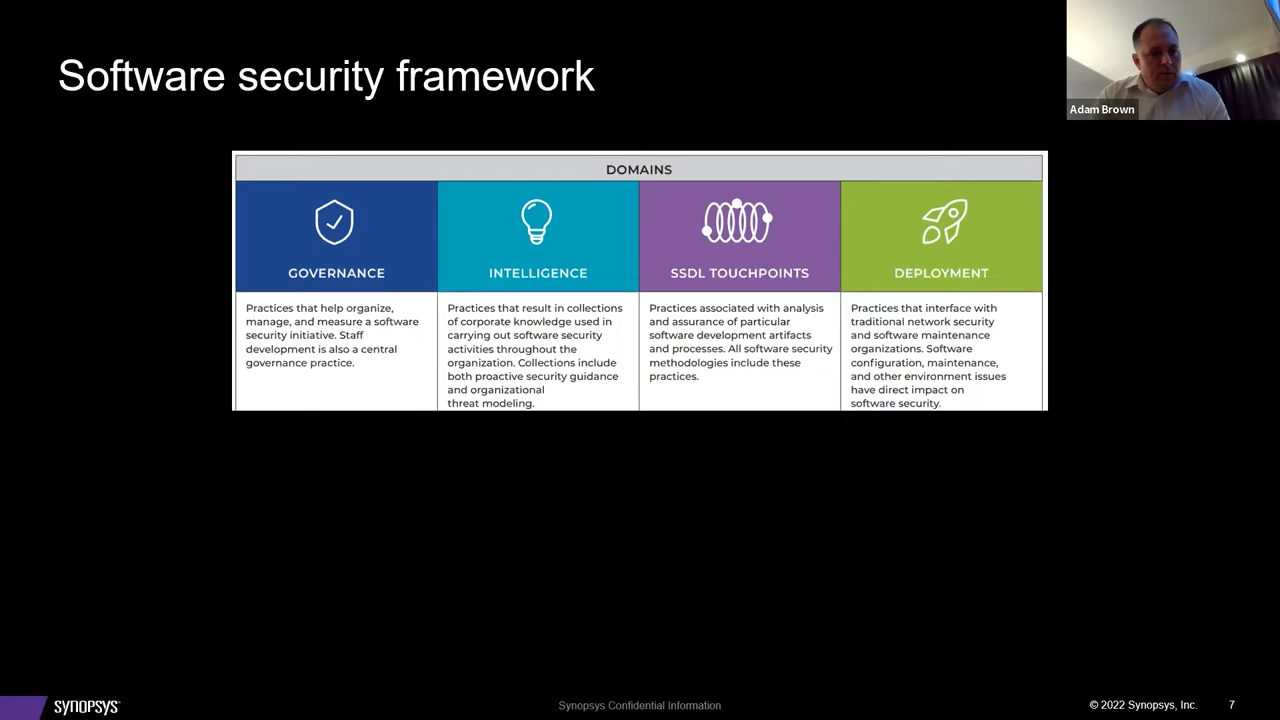 Software security framework
Adam Brown
DOMAINS
GOVERNANCE
INTELLIGENCE
SSDL TOUCHPOINTS
DEPLOYMENT
Practices that help organize,
manage, and measure a software
security initiative. Staff
development is also a central
governance practice.
Practices that result in collections
of corporate knowledge used in
carrying out software security
activities throughout the
organization. Collections include
both proactive security guidance
and organizational
threat modeling.
Practices associated with analysis
and assurance of particular
software development artifacts
and processes. All software security
methodologies include these
practices.
Practices that interface with
traditional network security
and software maintenance
organizations. Software
configuration, maintenance,
and other environment issues
have direct impact on
software security.
SYNOPSYS
Synopsys Confidential Information
© 2022 Synopsys, Inc.
7